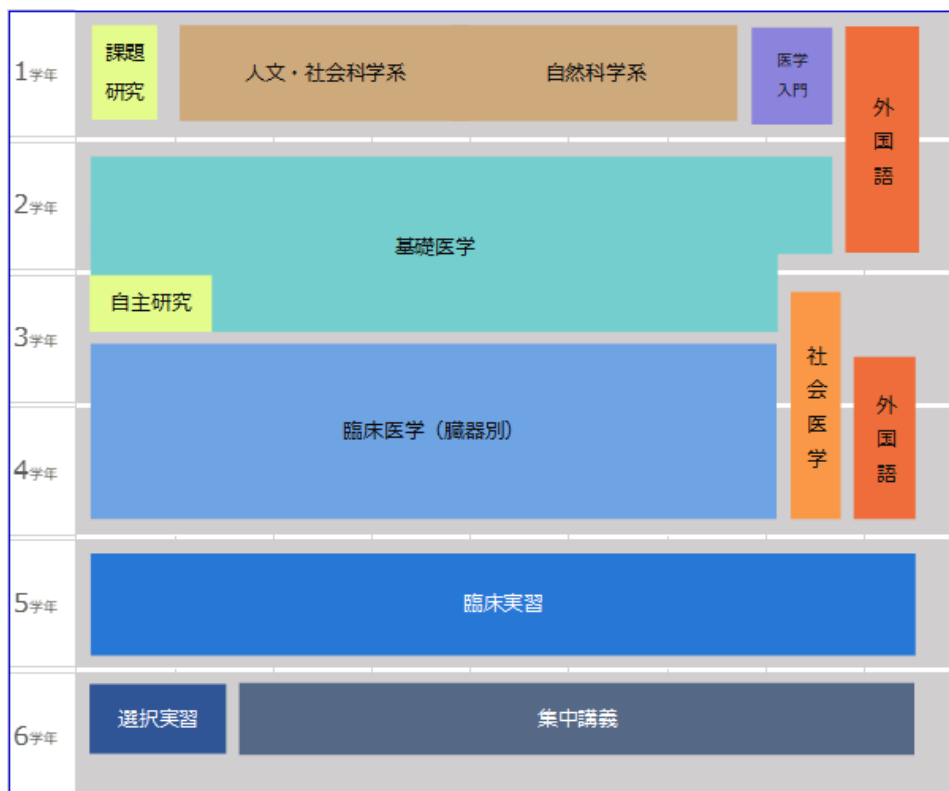 1学年
課題
研究
人文・社会科学系
自然科学系
医学
入門
外
国
語
2学年
基礎医学
3学年
自主研究
社
会
医
学
外
国
語
4学年
臨床医学（臓器別）
5学年
臨床実習
6学年
選択実習
集中講義